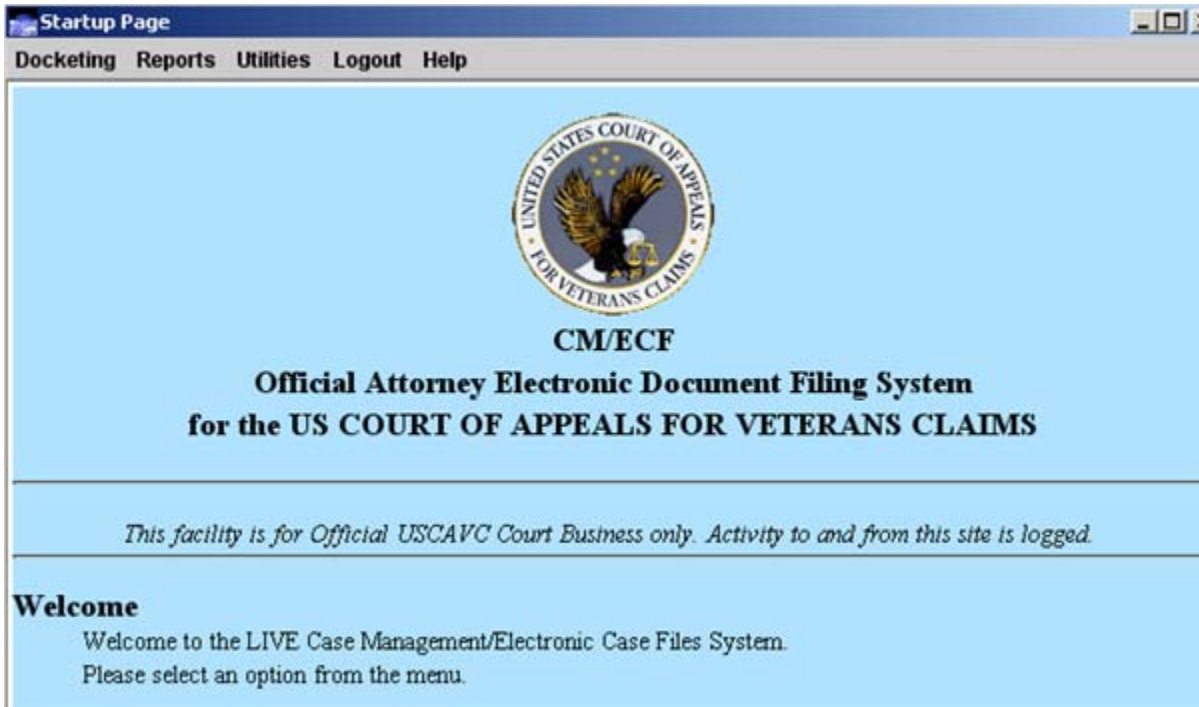 Startup Page
Docketing Reports Utilities Logout Help
UNITED STATES COURT OF APPEALS
FOR VETERANS CLAIMS
CM/ECF
Official Attorney Electronic Document Filing System
for the US COURT OF APPEALS FOR VETERANS CLAIMS
This facility is for Official USCAVC Court Business only. Activity to and from this site is logged.
Welcome
Welcome to the LIVE Case Management/Electronic Case Files System.
Please select an option from the menu.